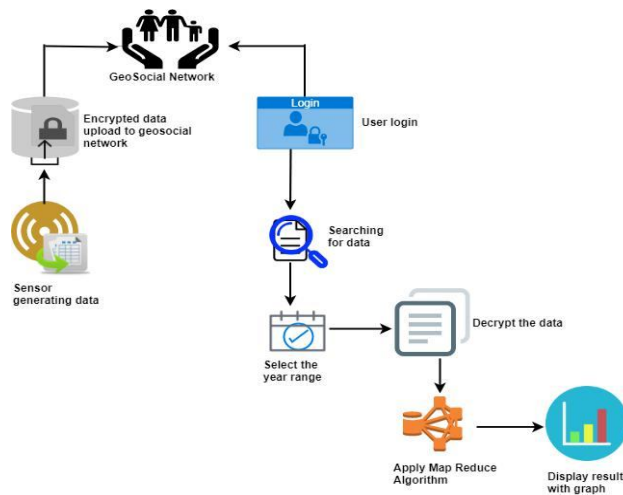 GeoSocial Network
Encrypted data
upload to geosocial
network
Login
User login
Searching
for data
Sensor
generating data
Select the
year range
Decrypt the data
Apply Map Reduce
Algorithm
Display result
with graph